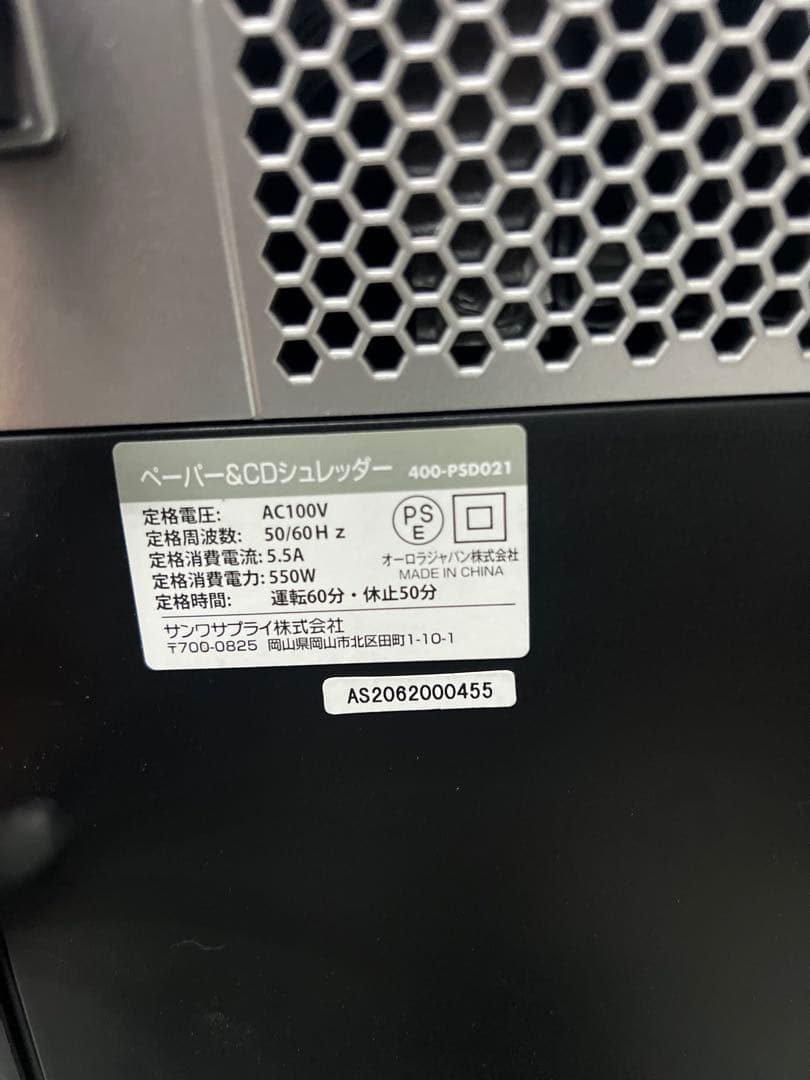 ペーパー&CDシュレッダー 400-PSD021
定格電圧: AC100V
定格周波数: 50/60Hz
定格消費電流: 5.5A
定格消費電力: 550W
定格時間: 運転60分・休止50分
PS
E
オーロラジャパン株式会社
MADE IN CHINA
サンワサプライ株式会社
〒700-0825 岡山県岡山市北区田町1-10-1
AS2062000455